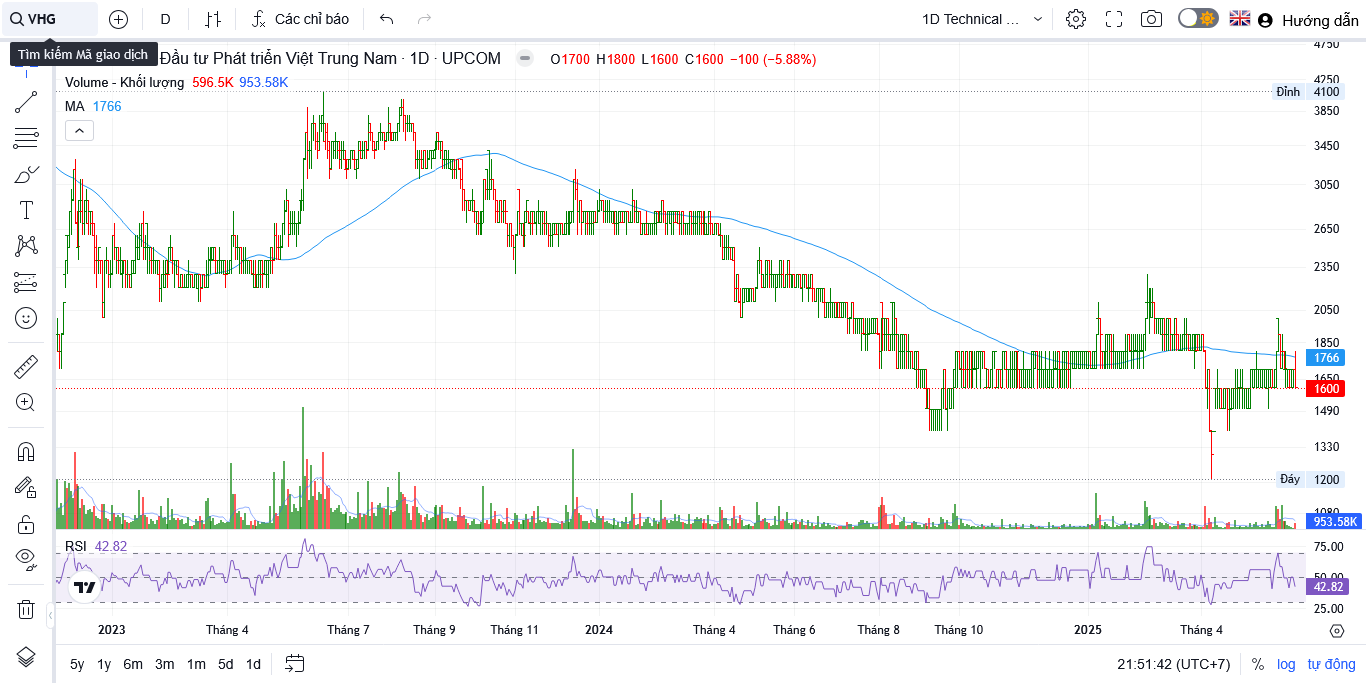 VHG D Các chỉ báo 1D Technical ... Hướng dẫn
Tìm kiếm Mã giao dịch
Đầu tư Phát triển Việt Trung Nam · 1D · UPCOM O1700 H1800 L1600 C1600 −100 (−5.88%)
Volume - Khối lượng 596.5K 953.58K
MA 1766
4750
4250
Đỉnh 4100
3850
3450
3050
2650
2350
2050
1850
1766
1650
1600
1490
1330
Đáy 1200
1080
953.58K
RSI 42.82
75.00
50.00
42.82
25.00
2023 Tháng 4 Tháng 7 Tháng 9 Tháng 11 2024 Tháng 4 Tháng 6 Tháng 8 Tháng 10 2025 Tháng 4
5y 1y 6m 3m 1m 5d 1d 21:51:42 (UTC+7) % log tự động